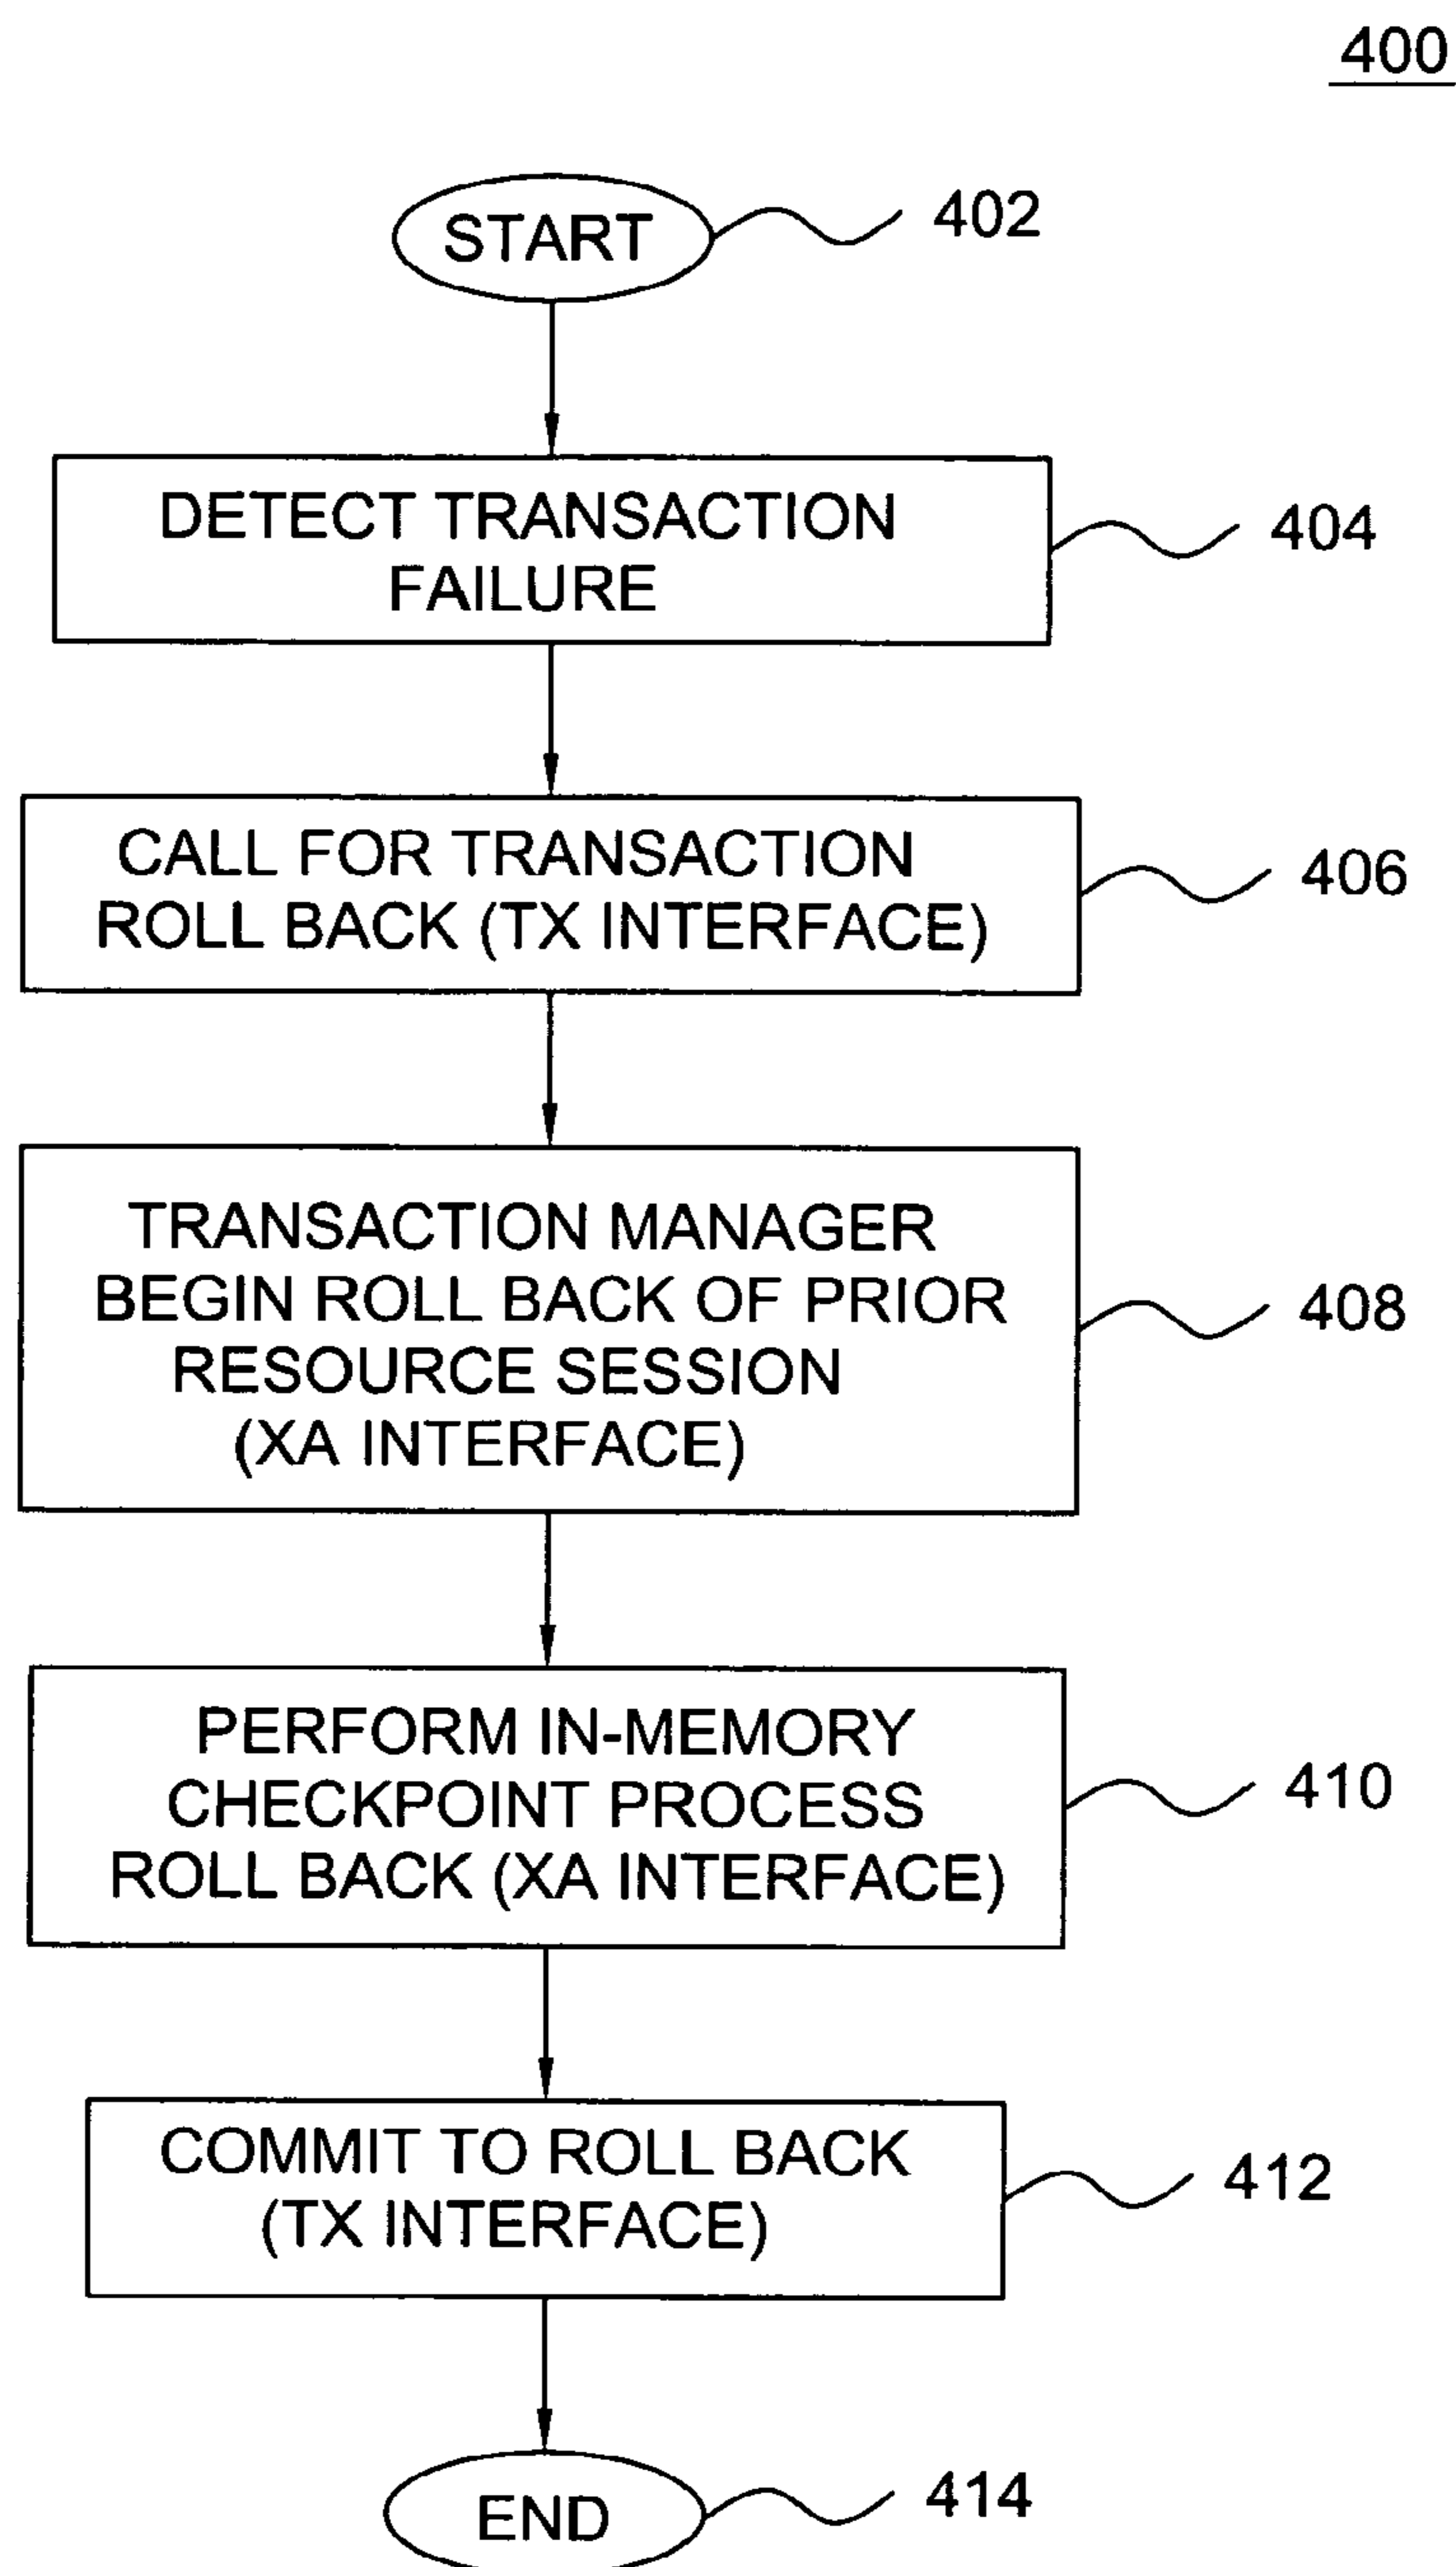 400
START
402
DETECT TRANSACTION
FAILURE
404
CALL FOR TRANSACTION
ROLL BACK (TX INTERFACE)
406
TRANSACTION MANAGER
BEGIN ROLL BACK OF PRIOR
RESOURCE SESSION
(XA INTERFACE)
408
PERFORM IN-MEMORY
CHECKPOINT PROCESS
ROLL BACK (XA INTERFACE)
410
COMMIT TO ROLL BACK
(TX INTERFACE)
412
END
414